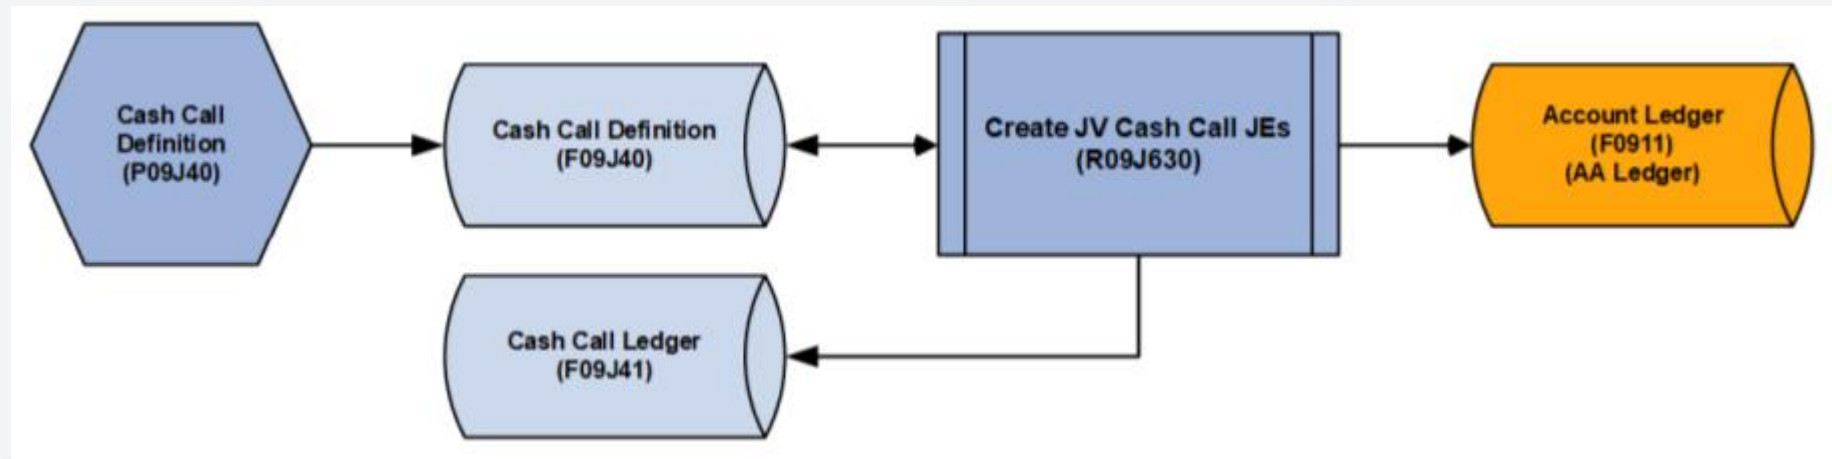 Cash Call
Definition
(P09J40)
Cash Call Definition
(F09J40)
Create JV Cash Call JEs
(R09J630)
Account Ledger
(F0911)
(AA Ledger)
Cash Call Ledger
(F09J41)